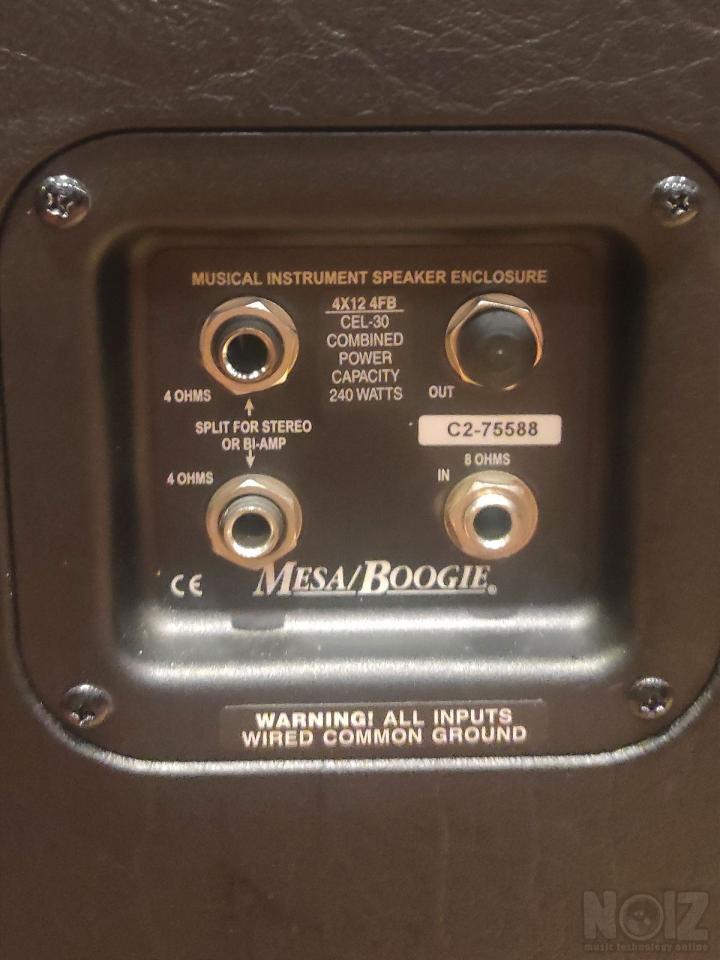 MUSICAL INSTRUMENT SPEAKER ENCLOSURE
4X12 4FB
CEL-30
COMBINED
POWER
CAPACITY
240 WATTS
4 OHMS
OUT
SPLIT FOR STEREO
OR BI-AMP
C2-75588
4 OHMS
8 OHMS
IN
CE
MESA/BOOGIE®
WARNING! ALL INPUTS
WIRED COMMON GROUND
NOIZ
music technology online